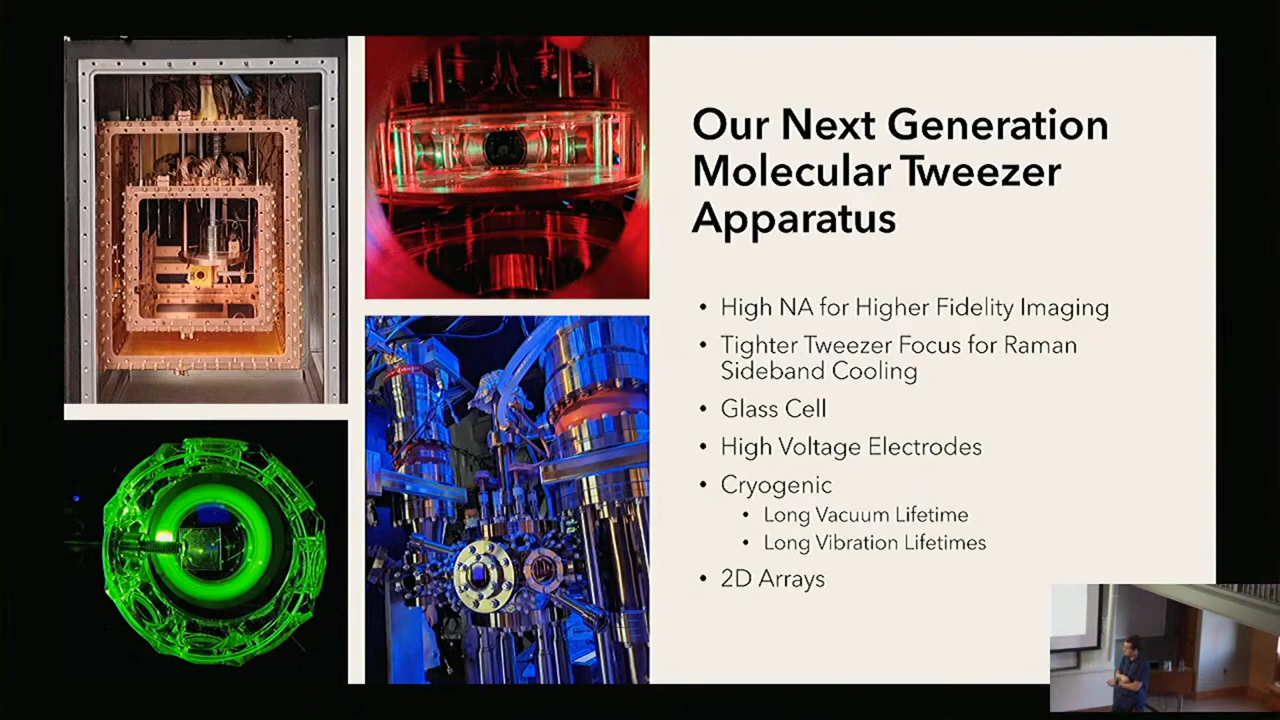 Our Next Generation
Molecular Tweezer
Apparatus
• High NA for Higher Fidelity Imaging
• Tighter Tweezer Focus for Raman
Sideband Cooling
• Glass Cell
• High Voltage Electrodes
• Cryogenic
• Long Vacuum Lifetime
• Long Vibration Lifetimes
• 2D Arrays